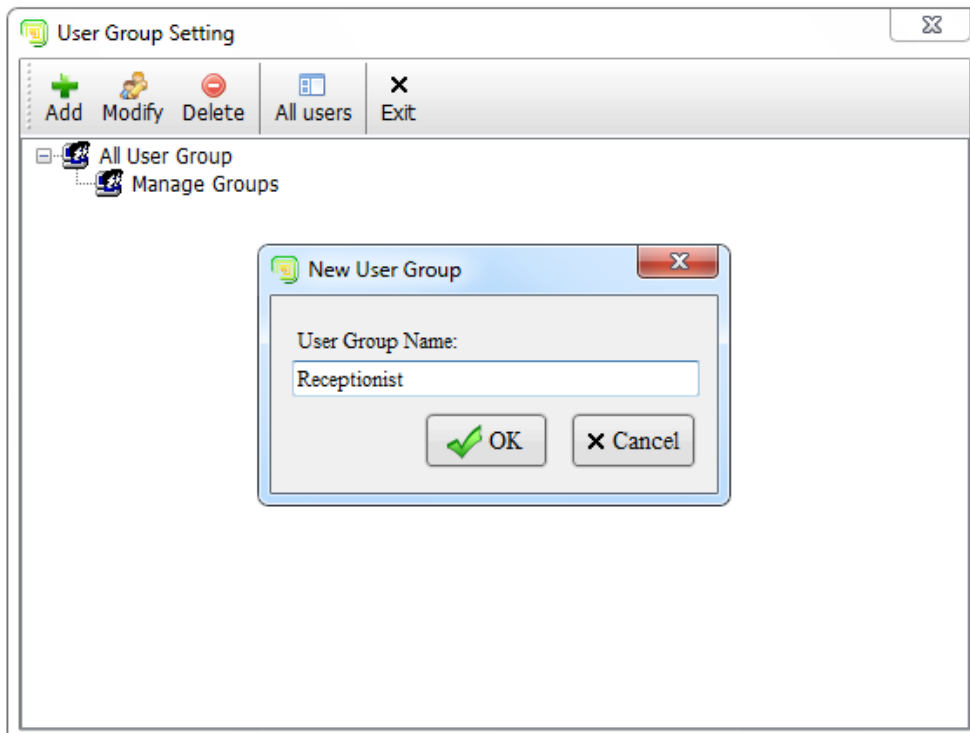 User Group Setting
Add Modify Delete All users Exit
All User Group
Manage Groups
New User Group
User Group Name:
Receptionist
OK Cancel